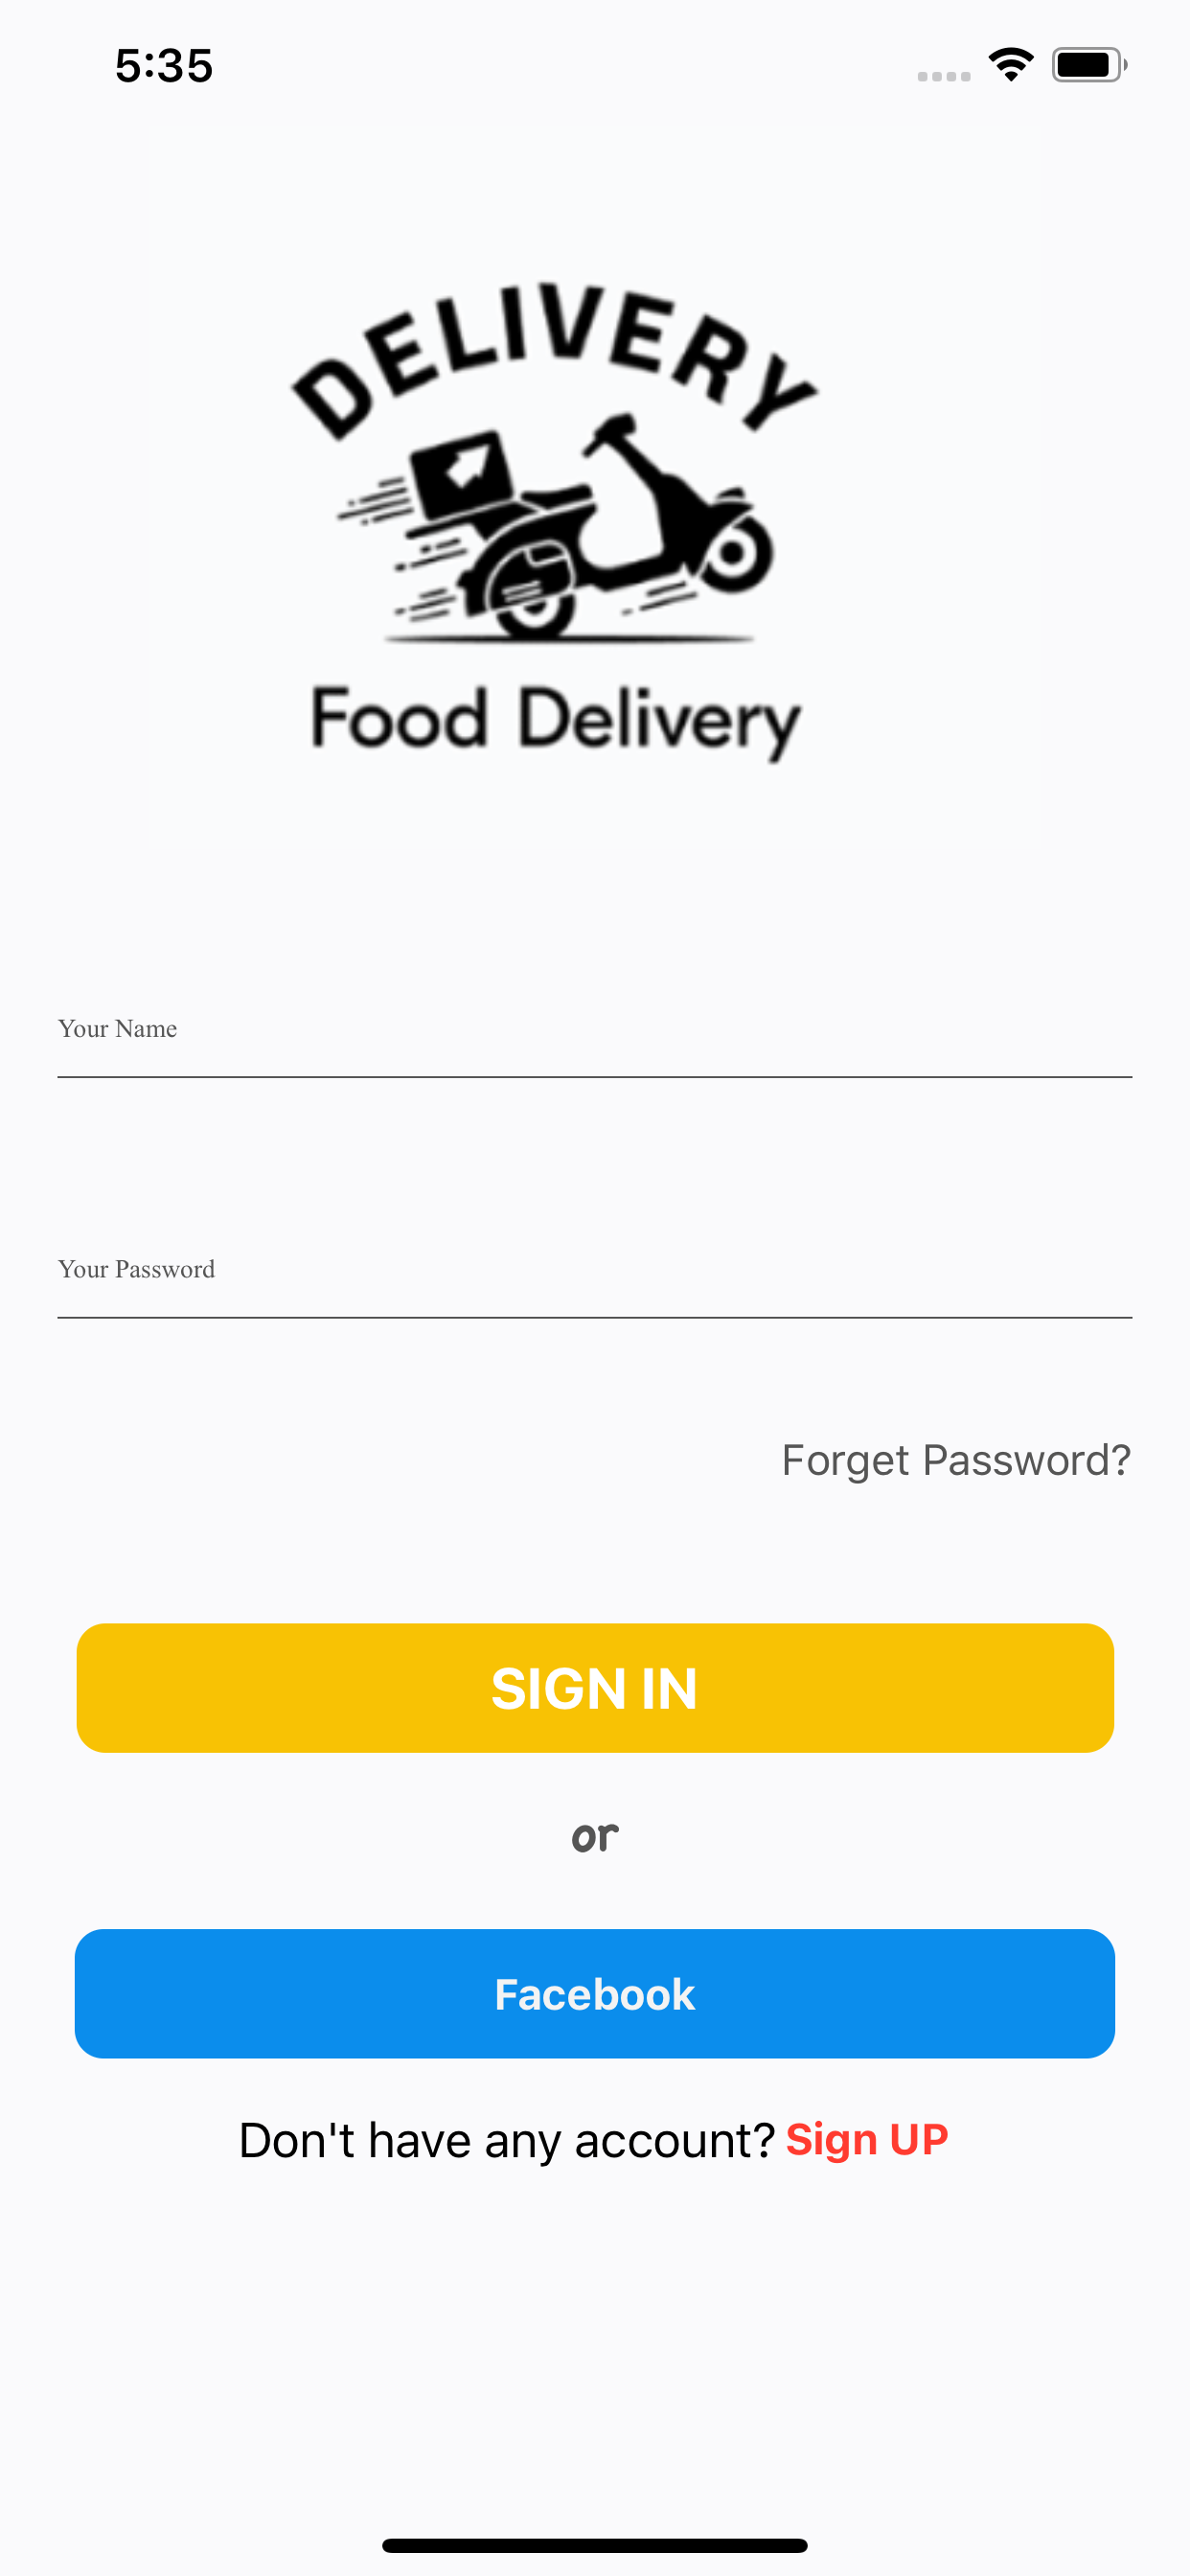 5:35
DELIVERY
Food Delivery
Your Name
Your Password
Forget Password?
SIGN IN
or
Facebook
Don't have any account? Sign UP